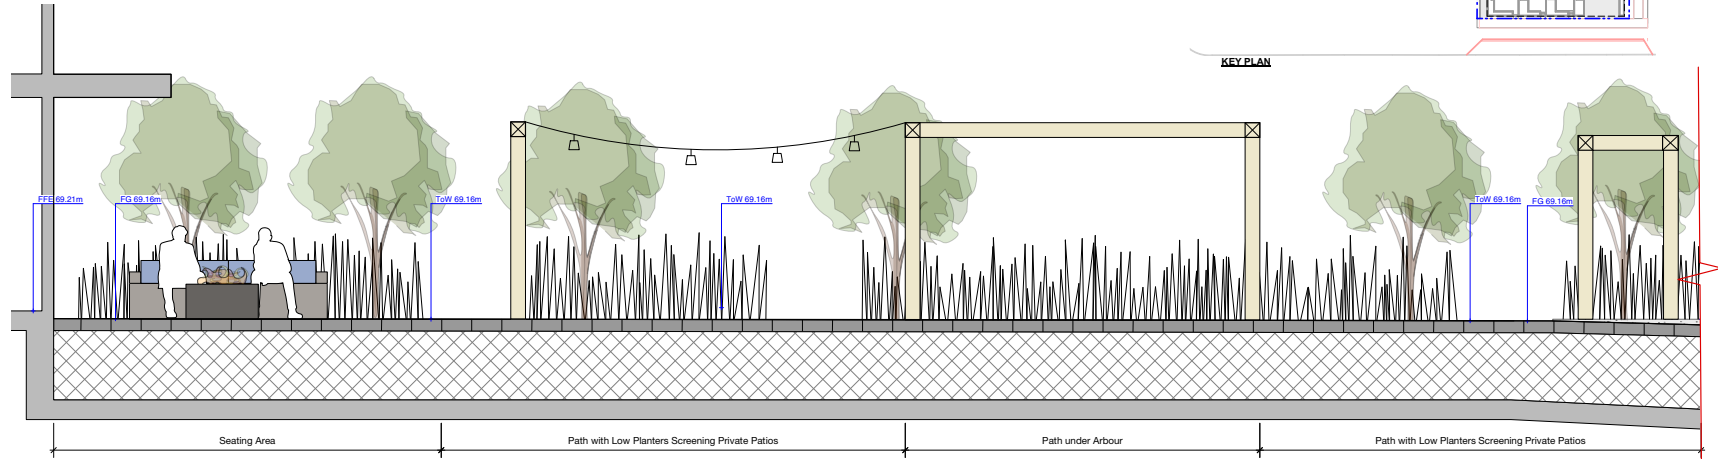 KEY PLAN
FFE 69.21m
FG 69.16m
ToW 69.16m
ToW 69.16m
ToW 69.16m
FG 69.16m
Seating Area
Path with Low Planters Screening Private Patios
Path under Arbour
Path with Low Planters Screening Private Patios